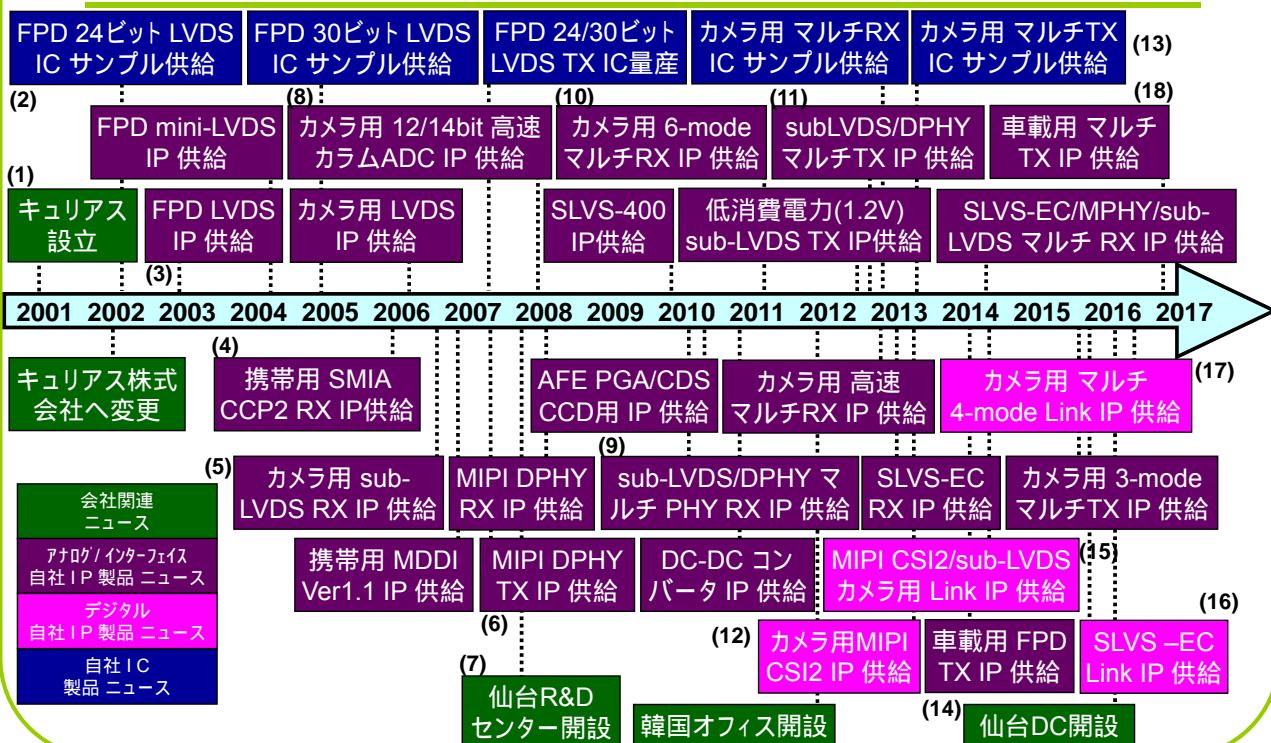 FPD 24ビット LVDS
IC サンプル供給
FPD 30ビット LVDS
IC サンプル供給
FPD 24/30ビット
LVDS TX IC量産
カメラ用 マルチRX
IC サンプル供給
カメラ用 マルチTX
IC サンプル供給
(13)
(2)
(8)
(10)
(11)
(18)
FPD mini-LVDS
IP 供給
カメラ用 12/14bit 高速
カラムADC IP 供給
カメラ用 6-mode
マルチRX IP 供給
subLVDS/DPHY
マルチTX IP 供給
車載用 マルチ
TX IP 供給
(1)
キュリアス
設立
FPD LVDS
IP 供給
カメラ用 LVDS
IP 供給
SLVS-400
IP供給
低消費電力(1.2V)
sub-LVDS TX IP供給
SLVS-EC/MPHY/sub-
LVDS マルチ RX IP 供給
(3)
2001 2002 2003 2004 2005 2006 2007 2008 2009 2010 2011 2012 2013 2014 2015 2016 2017
(4)
(17)
キュリアス株式
会社へ変更
携帯用 SMIA
CCP2 RX IP供給
AFE PGA/CDS
CCD用 IP 供給
カメラ用 高速
マルチRX IP 供給
カメラ用 マルチ
4-mode Link IP 供給
(5)
(9)
カメラ用 sub-
LVDS RX IP 供給
MIPI DPHY
RX IP 供給
sub-LVDS/DPHY マ
ルチ PHY RX IP 供給
SLVS-EC
RX IP 供給
カメラ用 3-mode
マルチTX IP 供給
会社関連
ニュース
アナログ/インターフェイス
自社IP製品 ニュース
デジタル
自社IP製品 ニュース
自社IC
製品 ニュース
携帯用 MDDI
Ver1.1 IP 供給
MIPI DPHY
TX IP 供給
DC-DC コン
バータ IP 供給
MIPI CSI2/sub-LVDS
カメラ用 Link IP 供給
(15)
(6)
(12)
(16)
カメラ用MIPI
CSI2 IP 供給
車載用 FPD
TX IP 供給
SLVS –EC
Link IP 供給
(7)
仙台R&D
センター開設
韓国オフィス開設
(14)
仙台DC開設